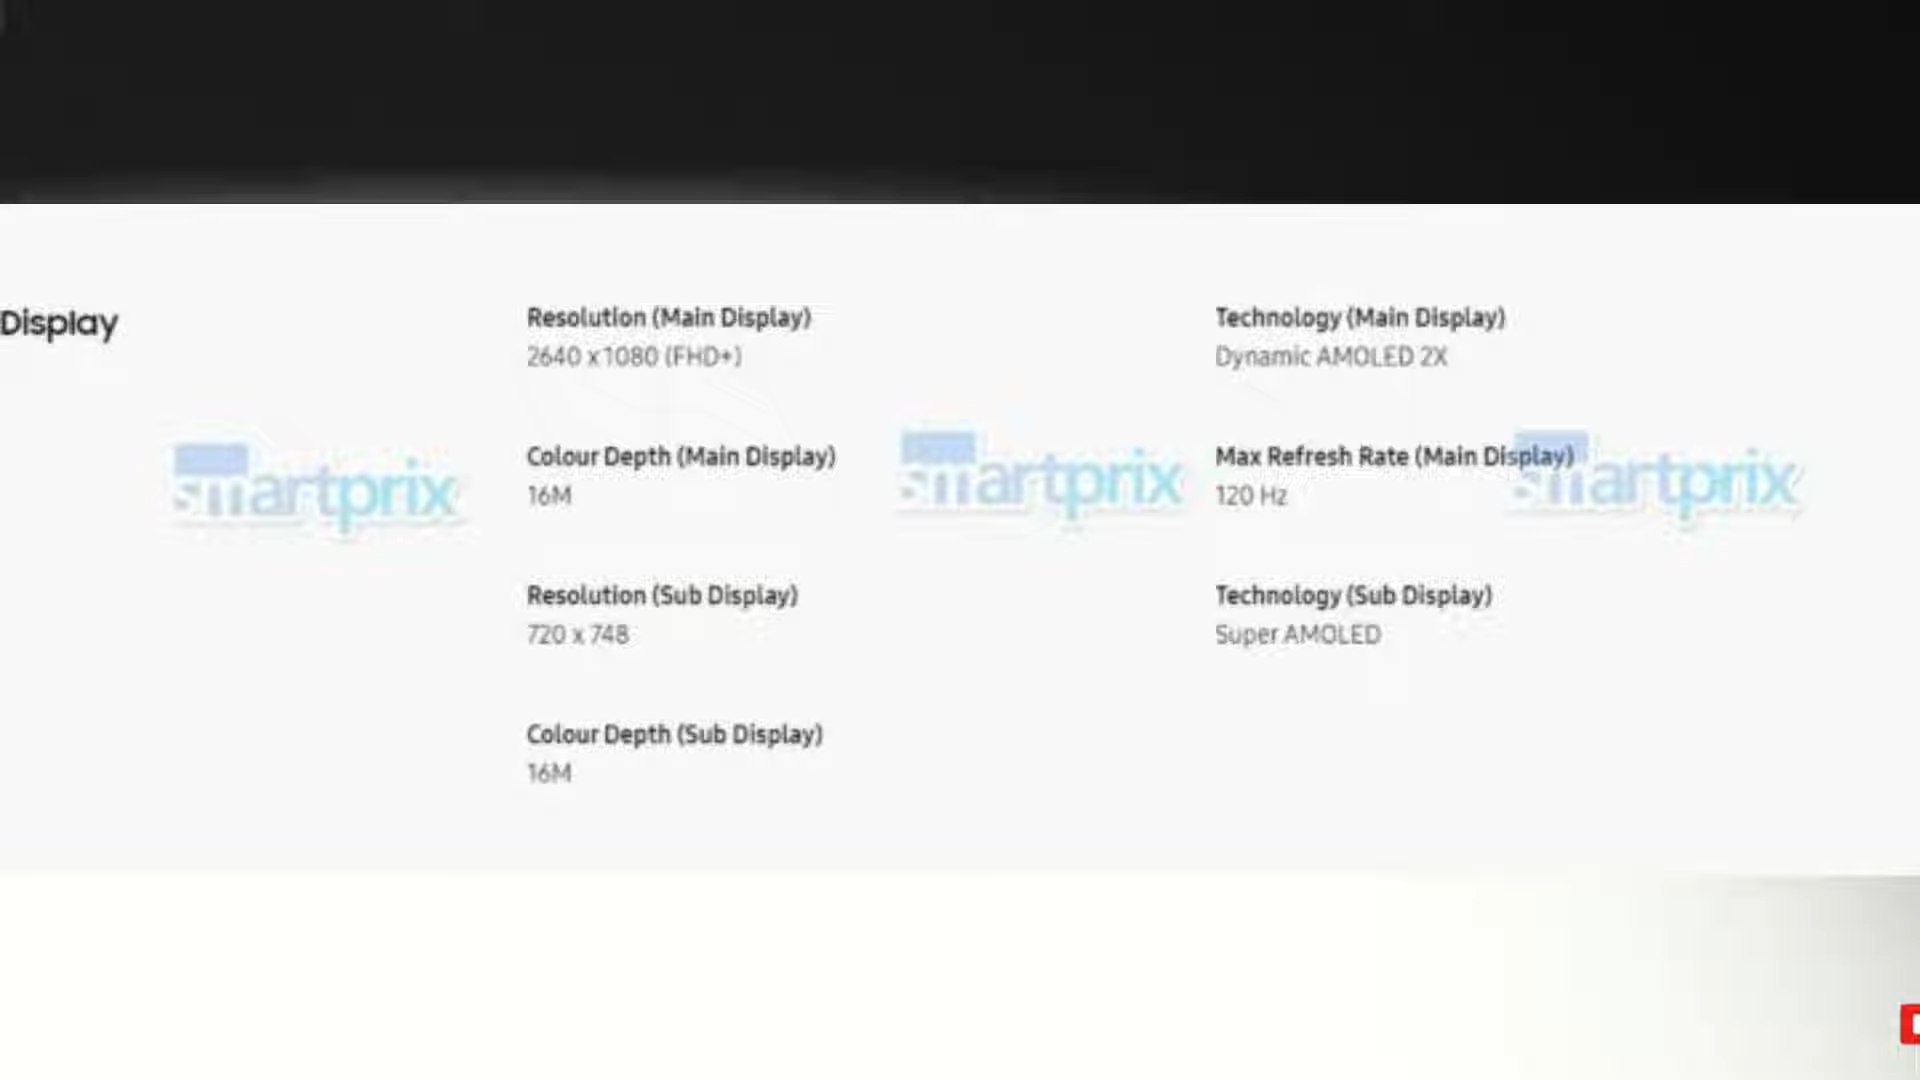 Display
Resolution (Main Display)
2640 x 1080 (FHD+)
Technology (Main Display)
Dynamic AMOLED 2X
Colour Depth (Main Display)
16M
Max Refresh Rate (Main Display)
120 Hz
smartprix
smartprix
smartprix
Resolution (Sub Display)
720 x 748
Technology (Sub Display)
Super AMOLED
Colour Depth (Sub Display)
16M